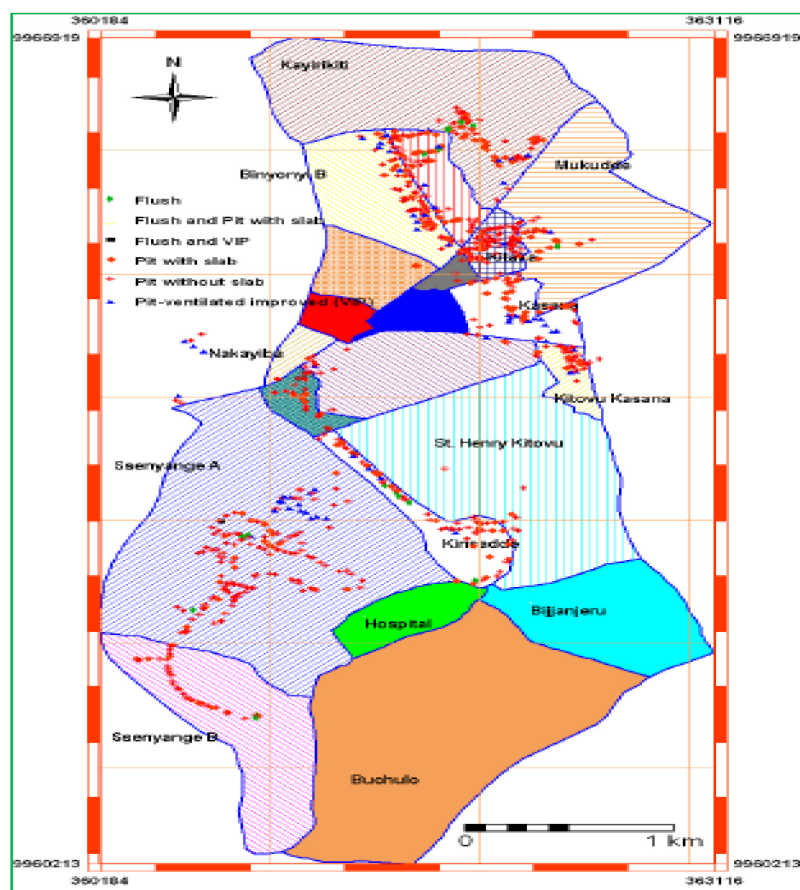 360184
363116
9966919
9966919
N
Kayirikiti
Mukudde
Binyonyi B
Flush
Flush and Pit with slab
Flush and VIP
Pit with slab
Pit without slab
Pit-ventilated improved (VIP)
Kitaka
Kasana
Nakayiba
Kitovu Kasana
St. Henry Kitovu
Ssenyange A
Kirisadde
Hospital
Bijjanjeru
Ssenyange B
Buchulo
0 1 km
9960213
9960213
360184
363116